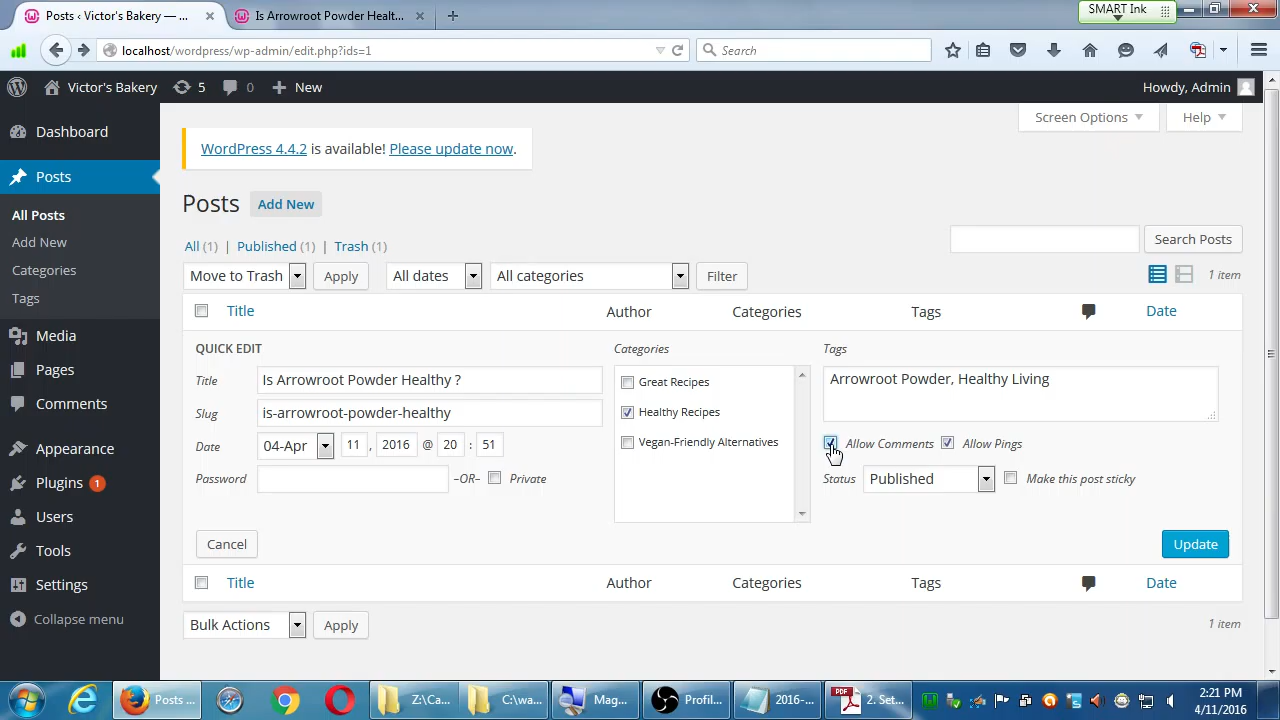 Posts ‹ Victor's Bakery — ...
Is Arrowroot Powder Healt...
SMART Ink
localhost/wordpress/wp-admin/edit.php?ids=1
Search
Victor's Bakery
5
0
New
Howdy, Admin
Dashboard
Posts
All Posts
Add New
Categories
Tags
Media
Pages
Comments
Appearance
Plugins 1
Users
Tools
Settings
Collapse menu
Screen Options
Help
WordPress 4.4.2 is available! Please update now.
Posts Add New
All (1) | Published (1) | Trash (1)
Search Posts
Move to Trash Apply All dates All categories Filter 1 item
Title Author Categories Tags Date
QUICK EDIT Categories Tags
Title Is Arrowroot Powder Healthy ?
Slug is-arrowroot-powder-healthy
Date 04-Apr 11 , 2016 @ 20 : 51
Password –OR– Private
Great Recipes
Healthy Recipes
Vegan-Friendly Alternatives
Arrowroot Powder, Healthy Living
Allow Comments Allow Pings
Status Published Make this post sticky
Cancel Update
Title Author Categories Tags Date
Bulk Actions Apply 1 item
Posts ...
Z:\Ca...
C:\wa...
Mag...
Profil...
2016-...
PDF
2. Set...
2:21 PM
4/11/2016